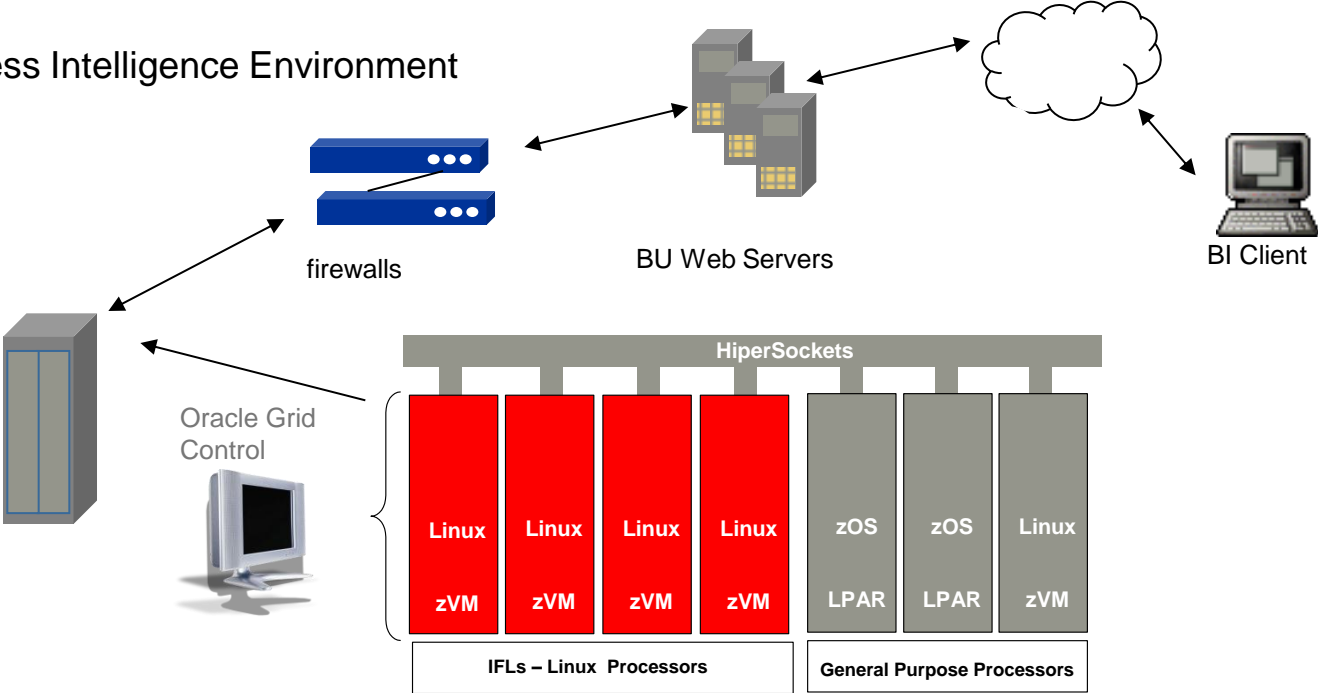 ess Intelligence Environment
firewalls
BU Web Servers
BI Client
HiperSockets
Oracle Grid
Control
Linux Linux Linux Linux zOS zOS Linux
zVM zVM zVM zVM LPAR LPAR zVM
IFLs – Linux Processors
General Purpose Processors